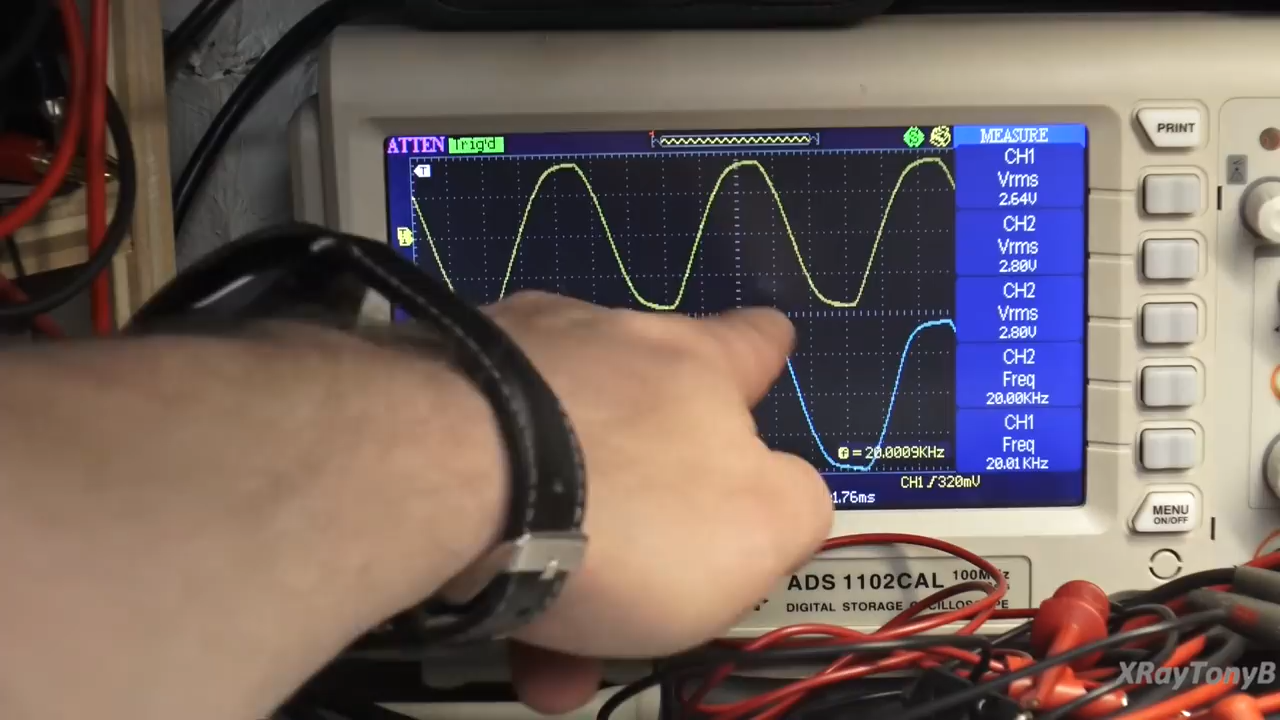 ATTEN Trig'd
MEASURE
CH1
Vrms
2.64V
CH2
Vrms
2.80V
CH2
Vrms
2.80V
CH2
Freq
20.00KHz
CH1
Freq
20.01KHz
T
f = 20.0009KHz
CH1 320mV
1.76ms
PRINT
MENU
ON/OFF
ADS 1102CAL
DIGITAL STORAGE OSCILLOSCOPE
XRayTonyB